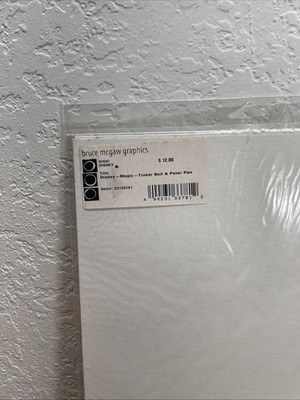 bruce mcgaw graphics
Artist:
DISNEY
$ 12.00
Title:
Disney-Magic-Tinker Bell & Peter Pan